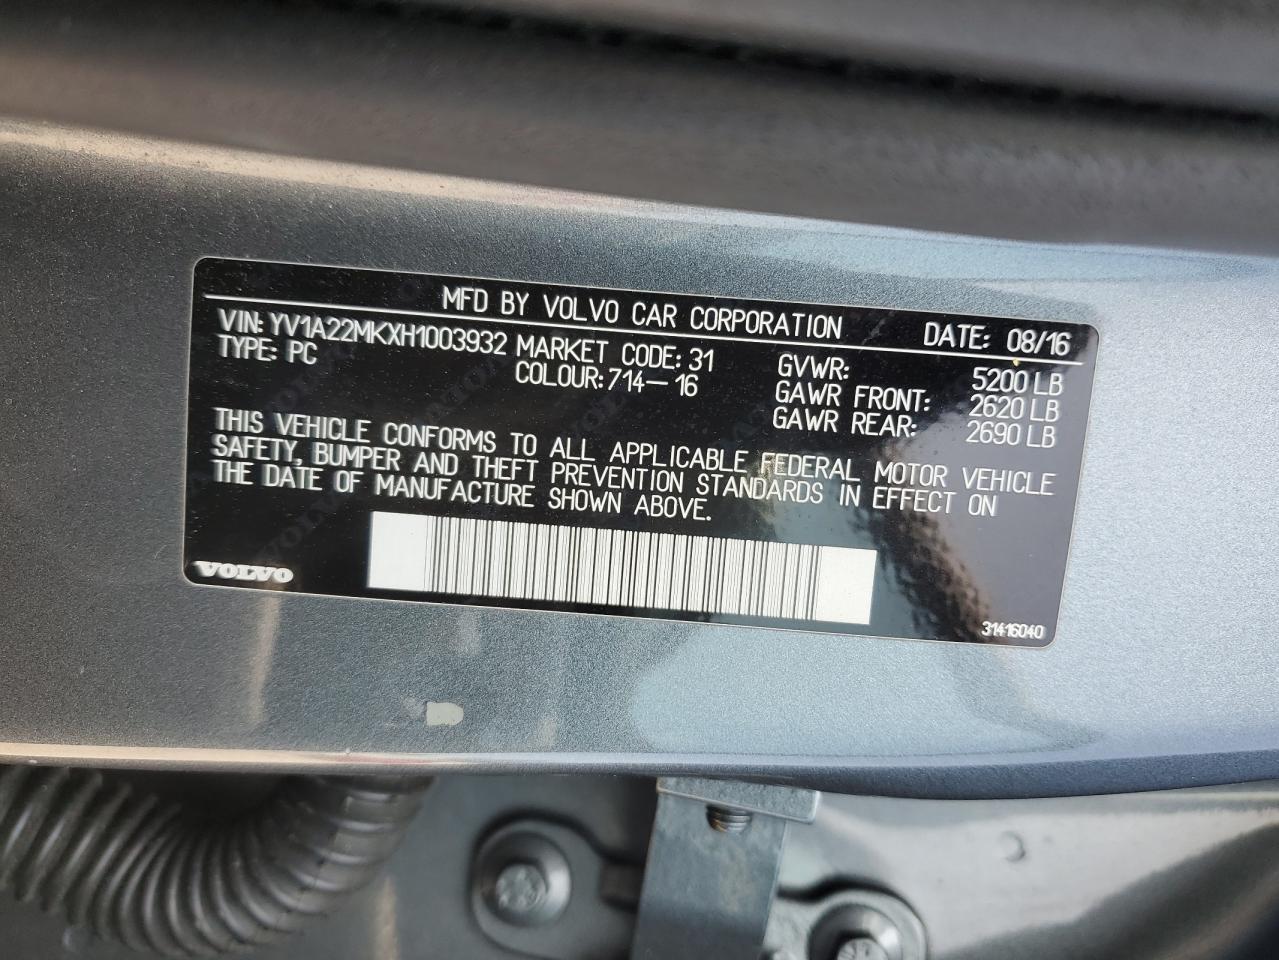 MFD BY VOLVO CAR CORPORATION DATE: 08/16
VIN: YV1A22MKXH1003932 MARKET CODE: 31 GVWR: 5200 LB
TYPE: PC COLOUR: 714-16 GAWR FRONT: 2620 LB
GAWR REAR: 2690 LB
THIS VEHICLE CONFORMS TO ALL APPLICABLE FEDERAL MOTOR VEHICLE
SAFETY, BUMPER AND THEFT PREVENTION STANDARDS IN EFFECT ON
THE DATE OF MANUFACTURE SHOWN ABOVE.
VOLVO
31416040